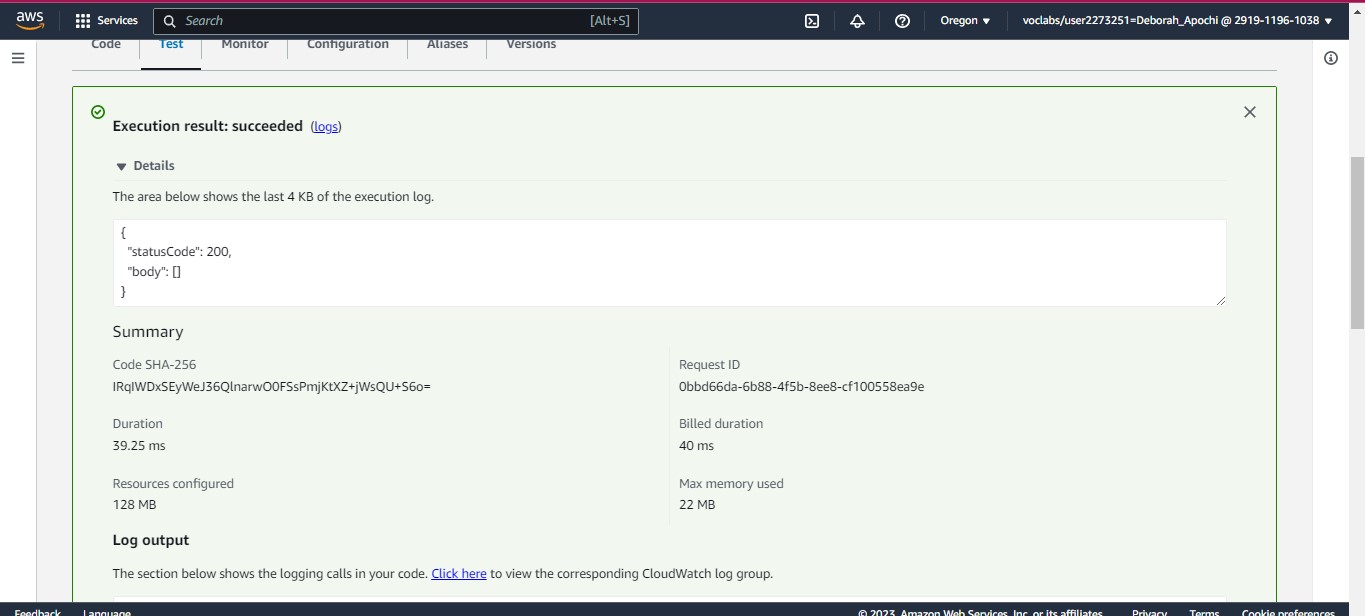 aws
Services
Search
[Alt+S]
Oregon ▼
voclabs/user2273251=Deborah_Apochi @ 2919-1196-1038 ▼
Code
Test
Monitor
Configuration
Aliases
Versions
Execution result: succeeded (logs)
▼ Details
The area below shows the last 4 KB of the execution log.
{
"statusCode": 200,
"body": []
}
Summary
Code SHA-256
IRqIWDxSEyWeJ36QlnarwO0FSsPmjKtXZ+jWsQU+S6o=
Request ID
0bbd66da-6b88-4f5b-8ee8-cf100558ea9e
Duration
39.25 ms
Billed duration
40 ms
Resources configured
128 MB
Max memory used
22 MB
Log output
The section below shows the logging calls in your code. Click here to view the corresponding CloudWatch log group.
Feedback
Language
© 2023, Amazon Web Services, Inc. or its affiliates.
Privacy
Terms
Cookie preferences